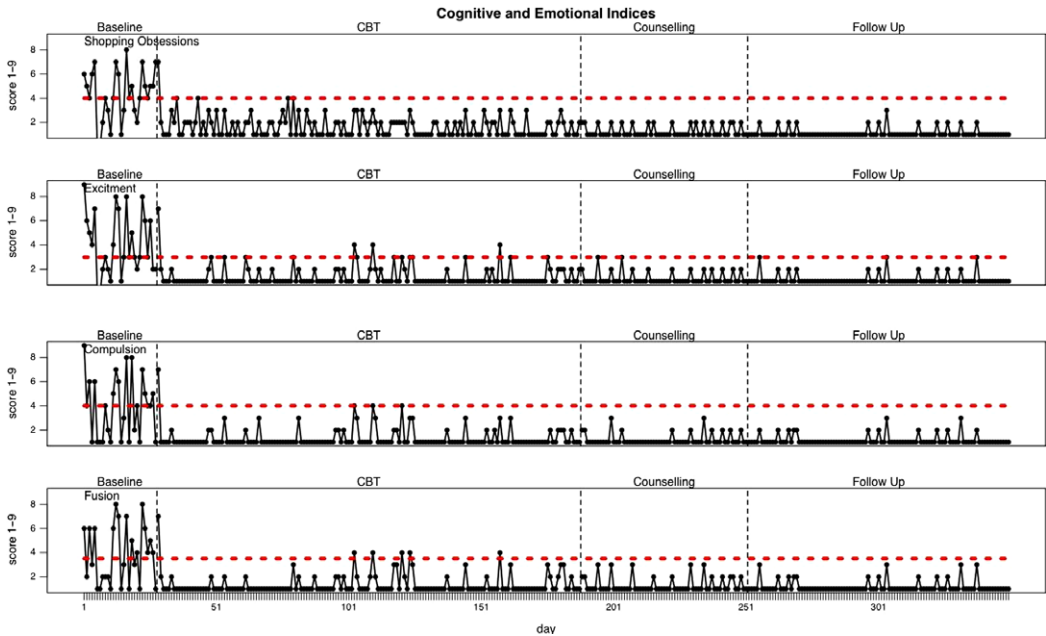 Cognitive and Emotional Indices
Baseline CBT Counselling Follow Up
Shopping Obsessions
score 1−9
8
6
4
2
Baseline CBT Counselling Follow Up
Excitment
score 1−9
8
6
4
2
Baseline CBT Counselling Follow Up
Compulsion
score 1−9
8
6
4
2
Baseline CBT Counselling Follow Up
Fusion
score 1−9
8
6
4
2
1 51 101 151 201 251 301
day